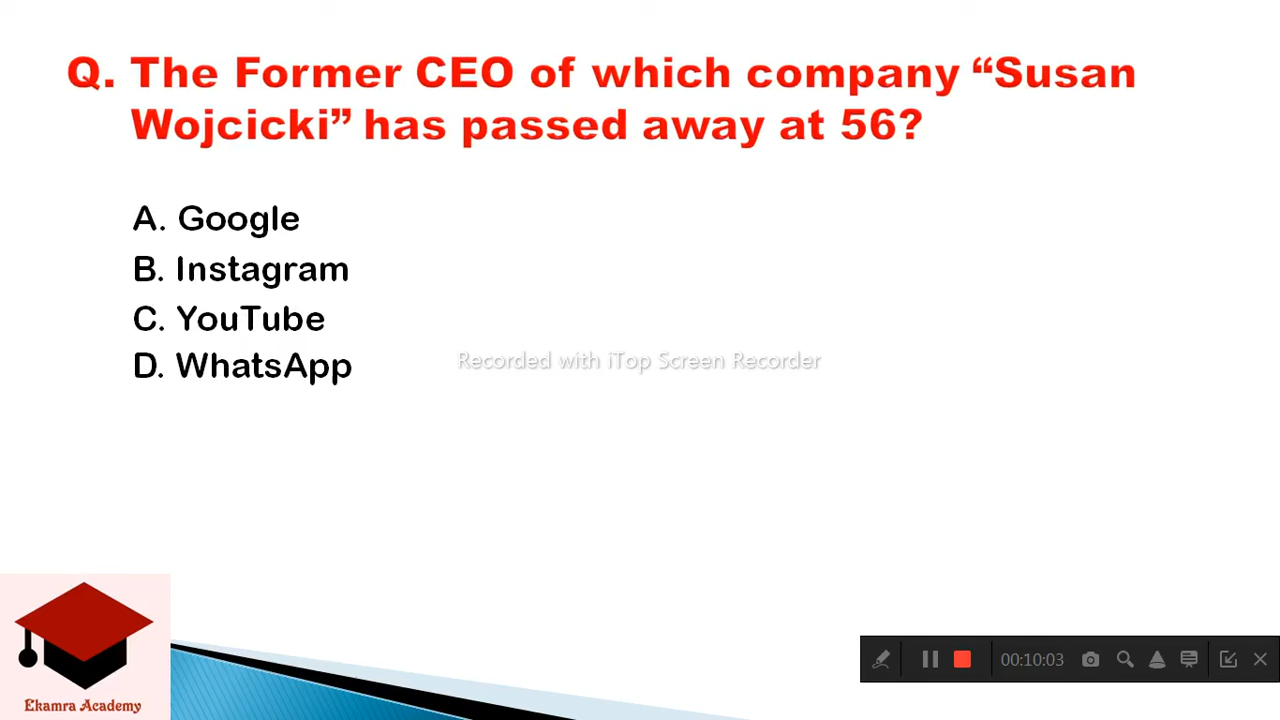 Q. The Former CEO of which company “Susan
Wojcicki” has passed away at 56?
A. Google
B. Instagram
C. YouTube
D. WhatsApp
Recorded with iTop Screen Recorder
Ekamra Academy
00:10:03